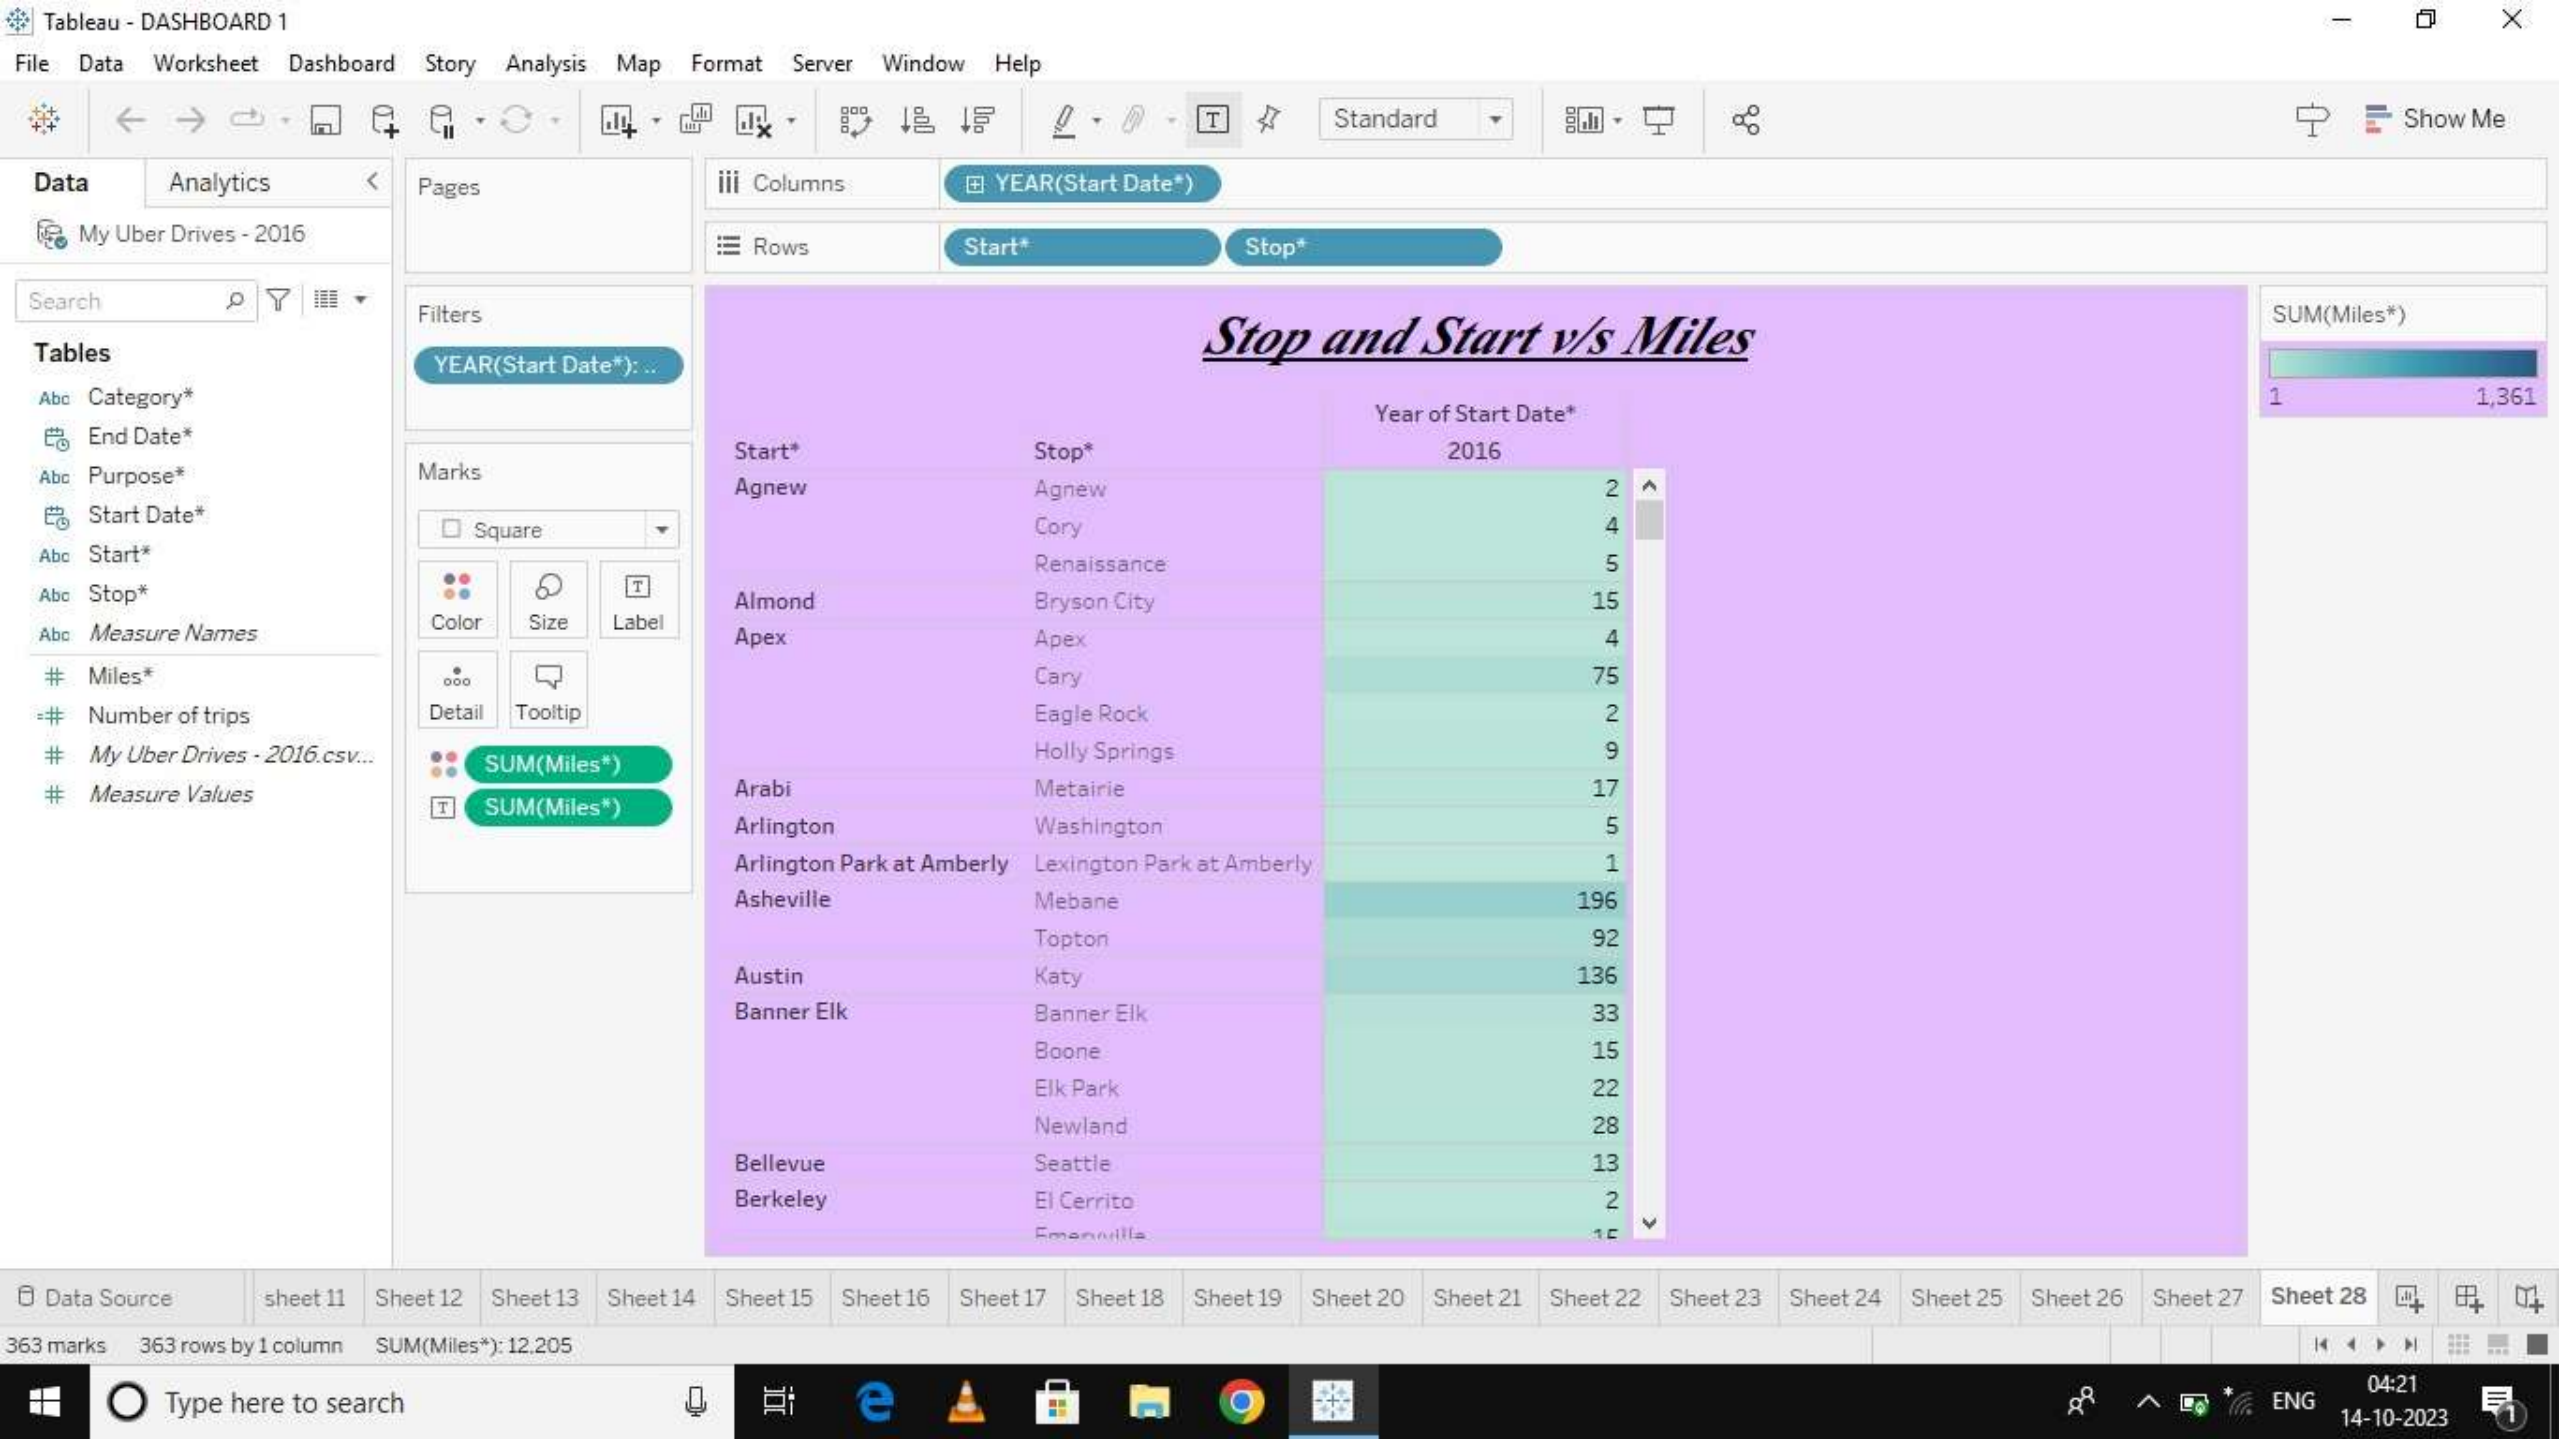 Tableau - DASHBOARD 1
File Data Worksheet Dashboard Story Analysis Map Format Server Window Help
Standard
Show Me
Data Analytics
My Uber Drives - 2016
Search
Tables
Abc Category*
End Date*
Abc Purpose*
Start Date*
Abc Start*
Abc Stop*
Abc Measure Names
# Miles*
=# Number of trips
# My Uber Drives - 2016.csv...
# Measure Values
Pages
Filters
YEAR(Start Date*): ..
Marks
Square
Color Size T Label
Detail Tooltip
SUM(Miles*)
T SUM(Miles*)
iii Columns YEAR(Start Date*)
Rows Start* Stop*
Stop and Start v/s Miles
Year of Start Date*
Start* Stop* 2016
Agnew Agnew 2
Cory 4
Renaissance 5
Almond Bryson City 15
Apex Apex 4
Cary 75
Eagle Rock 2
Holly Springs 9
Arabi Metairie 17
Arlington Washington 5
Arlington Park at Amberly Lexington Park at Amberly 1
Asheville Mebane 196
Topton 92
Austin Katy 136
Banner Elk Banner Elk 33
Boone 15
Elk Park 22
Newland 28
Bellevue Seattle 13
Berkeley El Cerrito 2
SUM(Miles*)
1 1,361
Data Source sheet 11 Sheet 12 Sheet 13 Sheet 14 Sheet 15 Sheet 16 Sheet 17 Sheet 18 Sheet 19 Sheet 20 Sheet 21 Sheet 22 Sheet 23 Sheet 24 Sheet 25 Sheet 26 Sheet 27 Sheet 28
363 marks 363 rows by 1 column SUM(Miles*): 12,205
Type here to search
ENG
04:21
14-10-2023
1